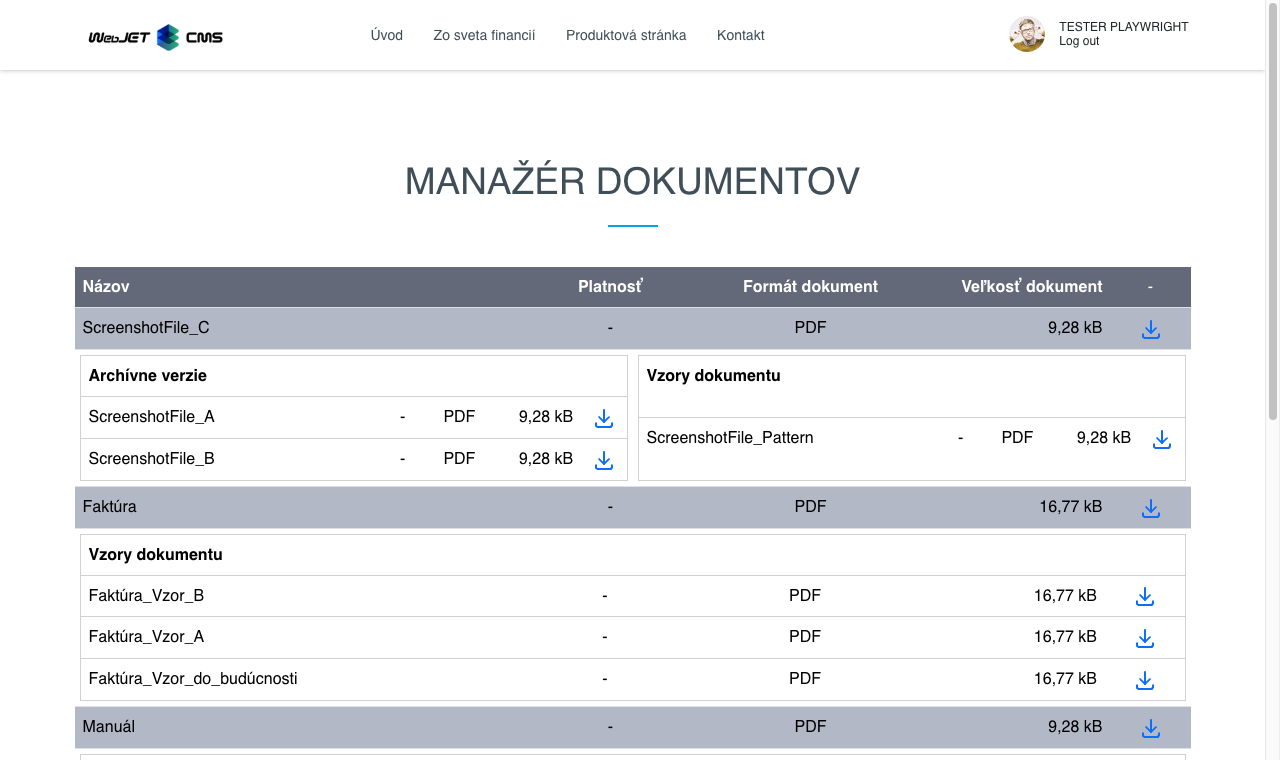 WebJET CMS
Úvod Zo sveta financií Produktová stránka Kontakt
TESTER PLAYWRIGHT
Log out
MANAŽÉR DOKUMENTOV
Názov Platnosť Formát dokument Veľkosť dokument -
ScreenshotFile_C - PDF 9,28 kB
Archívne verzie
ScreenshotFile_A - PDF 9,28 kB
ScreenshotFile_B - PDF 9,28 kB
Vzory dokumentu
ScreenshotFile_Pattern - PDF 9,28 kB
Faktúra - PDF 16,77 kB
Vzory dokumentu
Faktúra_Vzor_B - PDF 16,77 kB
Faktúra_Vzor_A - PDF 16,77 kB
Faktúra_Vzor_do_budúcnosti - PDF 16,77 kB
Manuál - PDF 9,28 kB